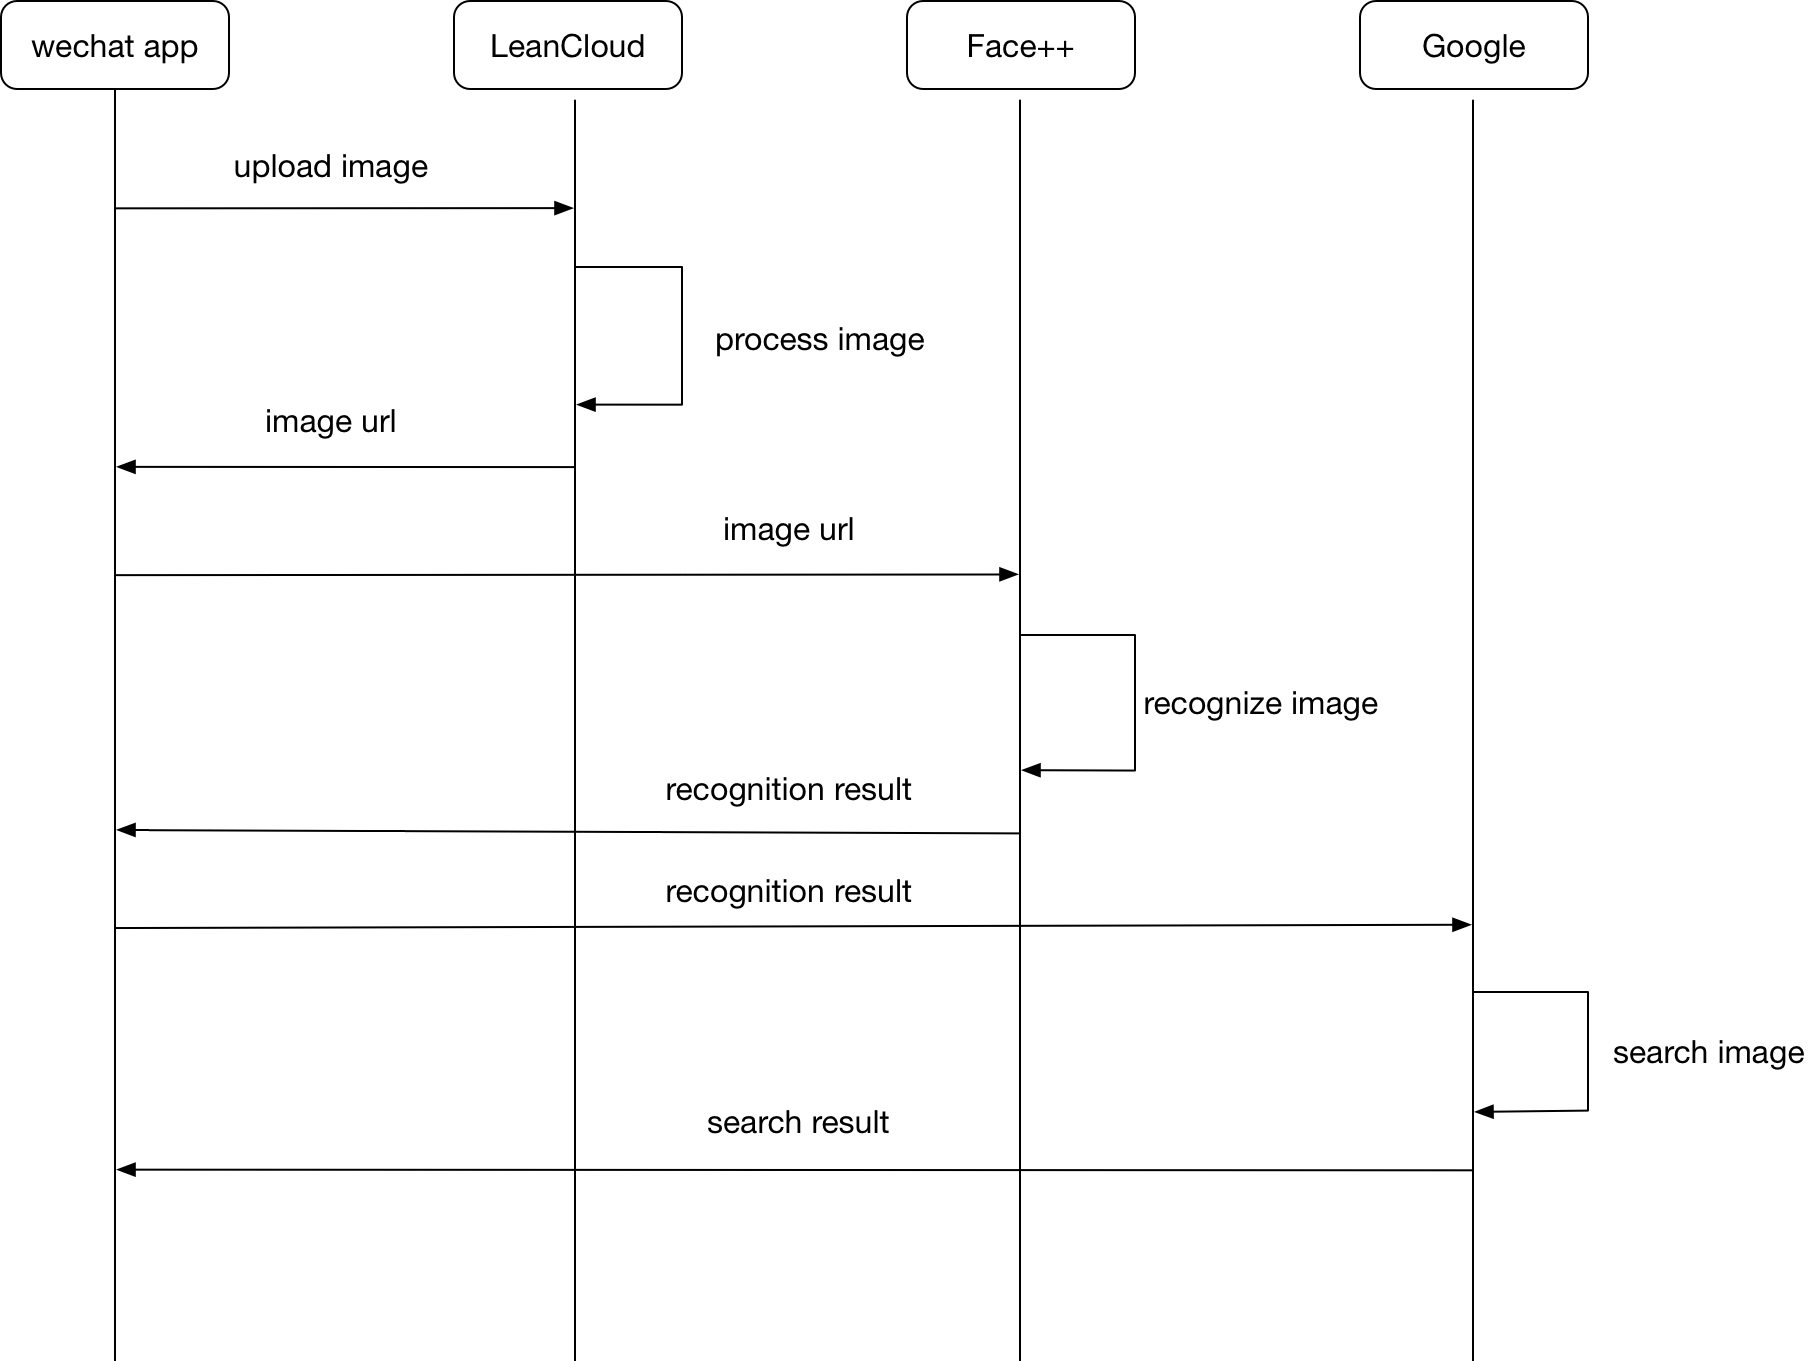 wechat app
LeanCloud
Face++
Google
upload image
process image
image url
image url
recognize image
recognition result
recognition result
search image
search result